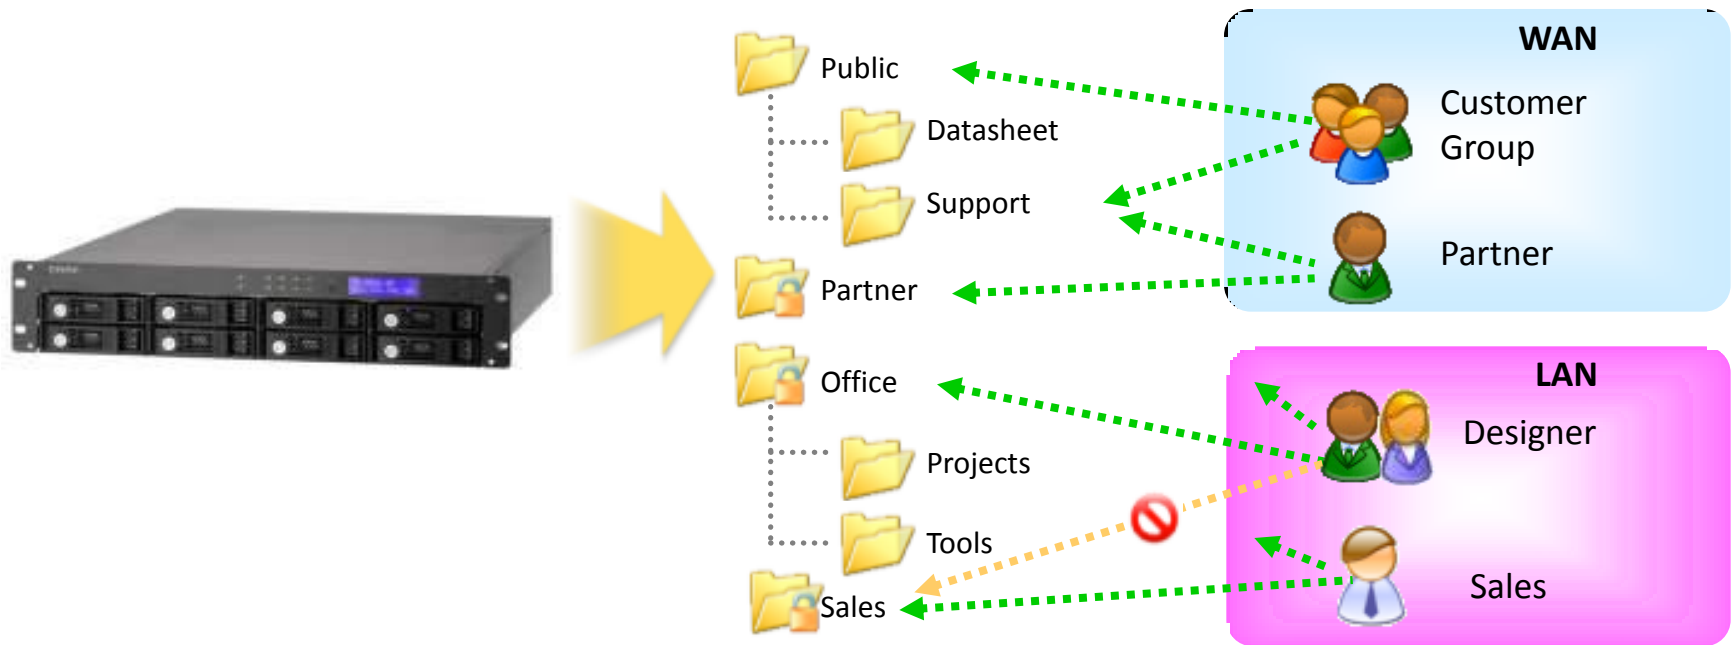 WAN
Public
Customer
Group
Datasheet
Support
Partner
Partner
Office
LAN
Designer
Projects
Tools
Sales
Sales